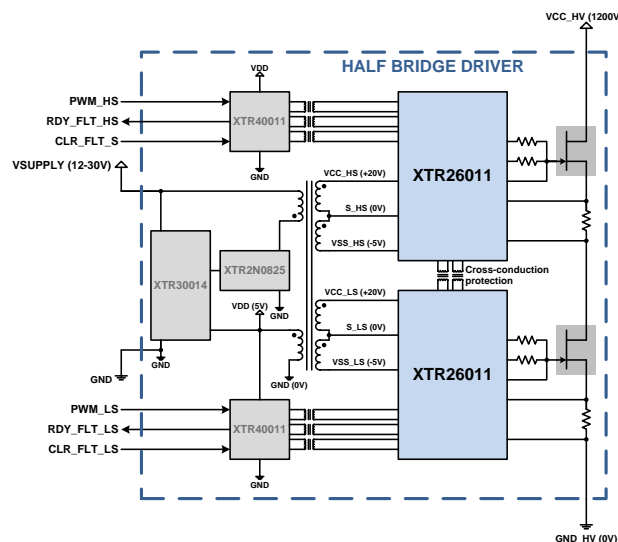 VCC_HV (1200V
HALF BRIDGE DRIVER
VDD
PWM_HS
RDY_FLT_HS
CLR_FLT_S
XTR40011
GND
VSUPPLY (12-30V)
VCC_HS (+20V)
S_HS (0V)
VSS_HS (-5V)
XTR26011
XTR30014
XTR2N0825
GND
VDD (5V)
Cross-conduction
protection
VCC_LS (+20V)
S_LS (0V)
VSS_LS (-5V)
GND
GND
GND (0V)
XTR26011
PWM_LS
RDY_FLT_LS
CLR_FLT_LS
XTR40011
GND
GND_HV (0V)